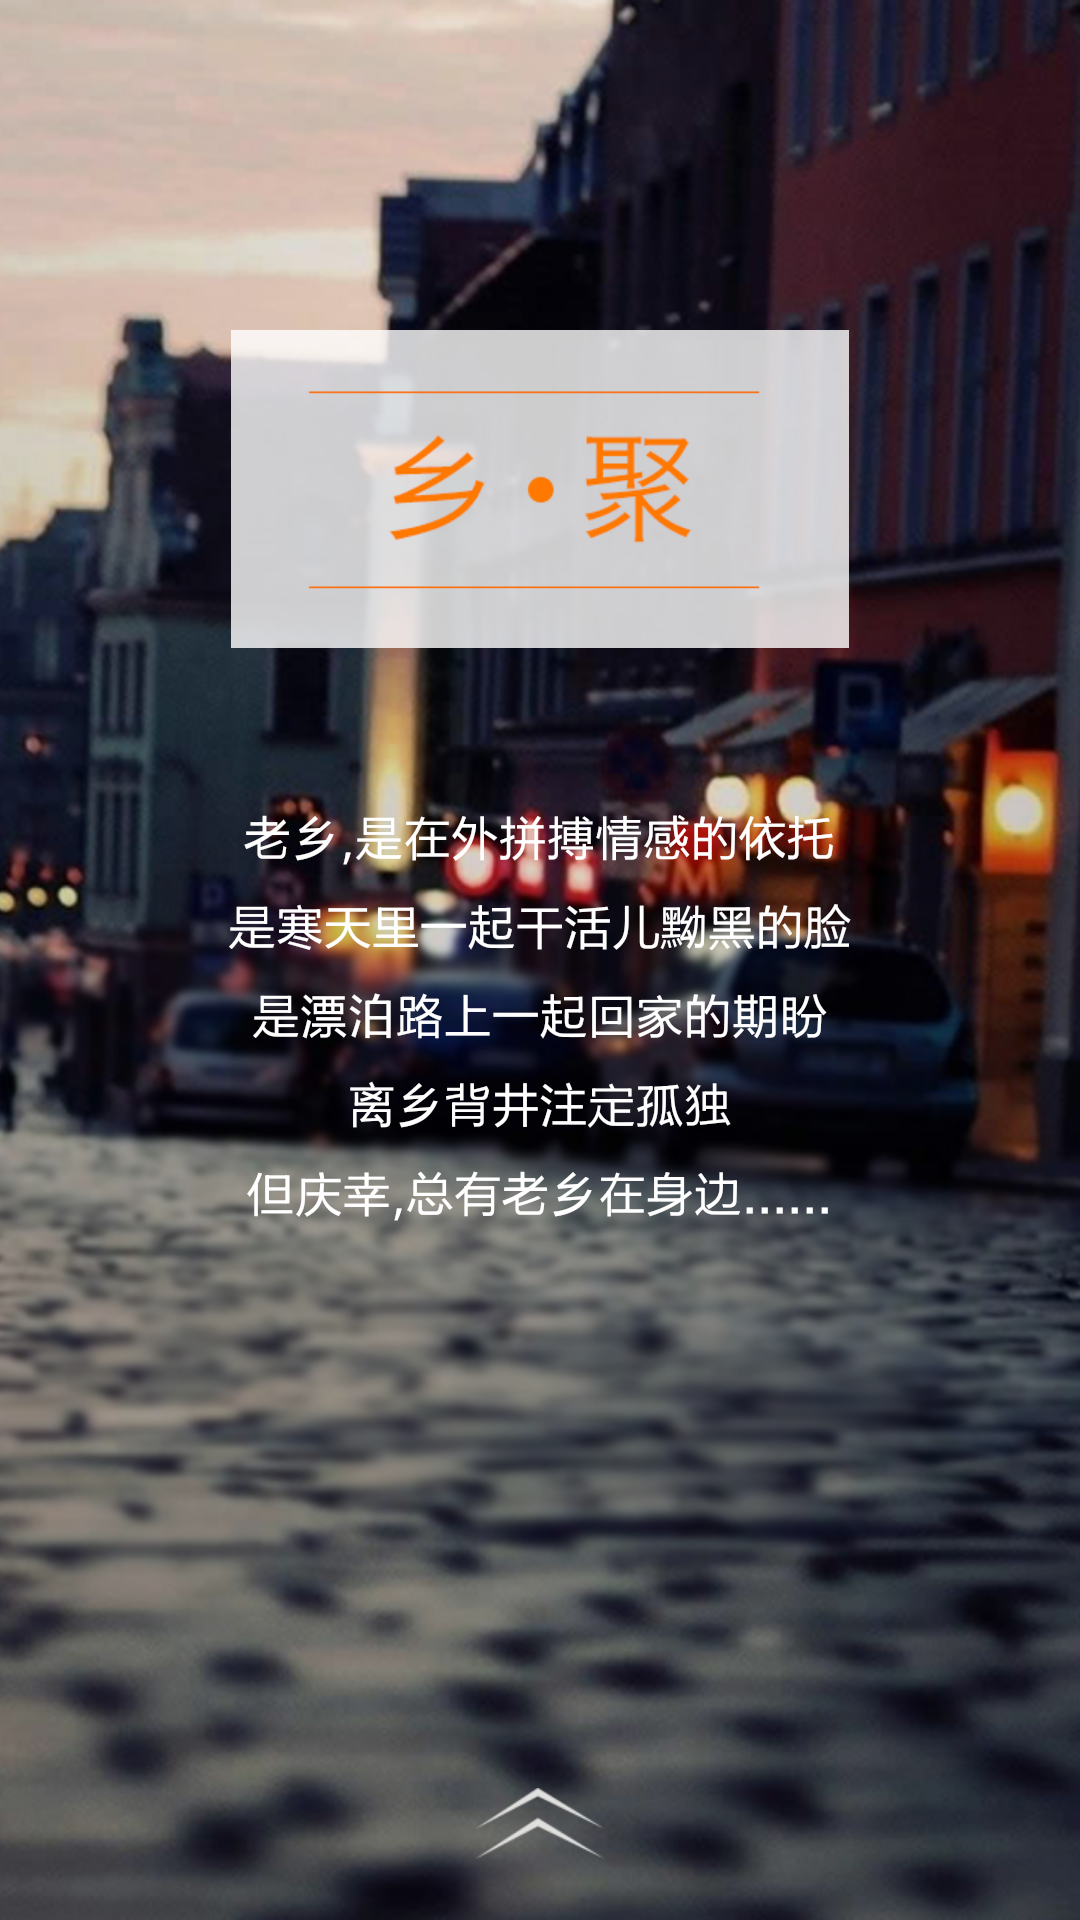 乡·聚
老乡,是在外拼搏情感的依托
是寒天里一起干活儿黝黑的脸
是漂泊路上一起回家的期盼
离乡背井注定孤独
但庆幸,总有老乡在身边......
P